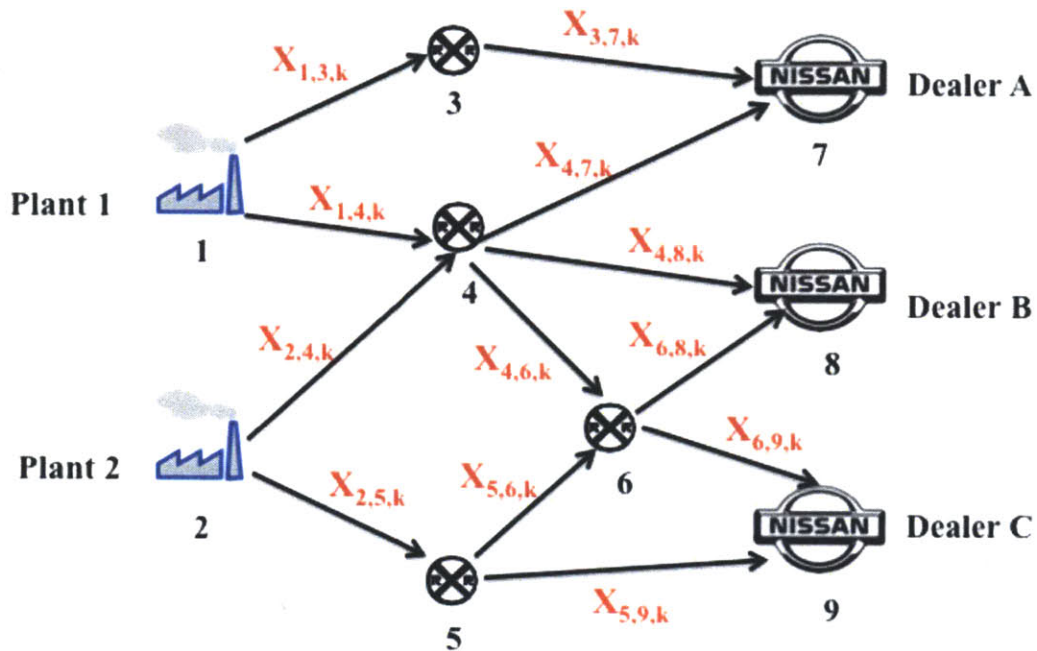 X1,3,k
3
X3,7,k
NISSAN
Dealer A
7
Plant 1
1
X1,4,k
4
X4,7,k
X4,8,k
NISSAN
Dealer B
8
X2,4,k
X4,6,k
X6,8,k
Plant 2
2
X2,5,k
X5,6,k
6
X6,9,k
NISSAN
Dealer C
9
5
X5,9,k
R R
R R
R R
R R